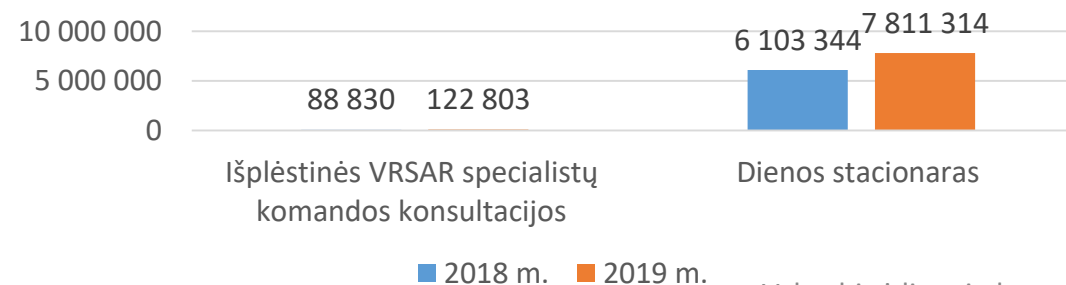 10 000 000
5 000 000
0
88 830
122 803
6 103 344
7 811 314
Išplėstinės VRSAR specialistų
komandos konsultacijos
Dienos stacionaras
2018 m.
2019 m.